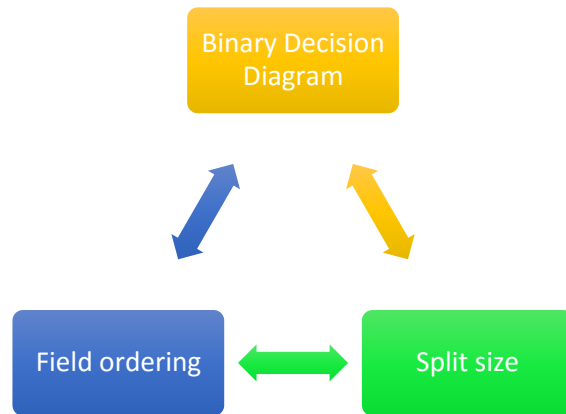 Binary Decision
Diagram
Field ordering
Split size